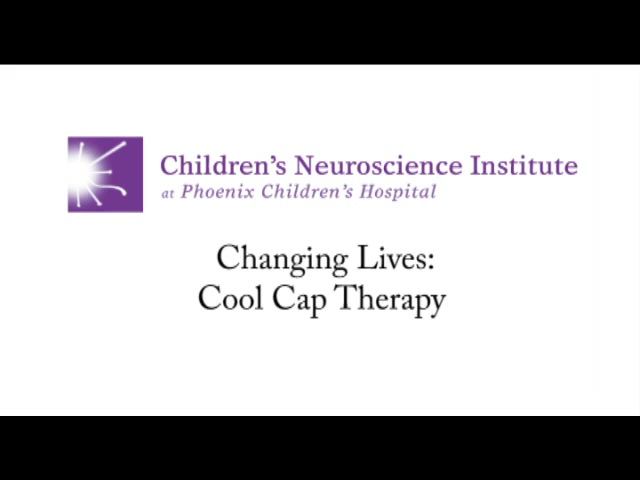 Children's Neuroscience Institute
at Phoenix Children's Hospital
Changing Lives:
Cool Cap Therapy